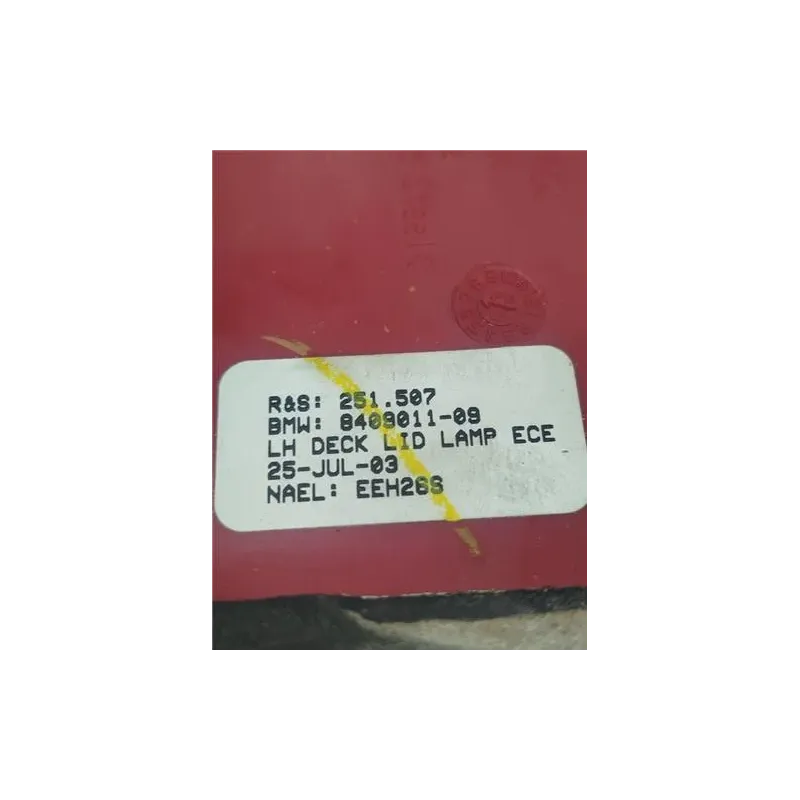 R&S: 251.507
BMW: 8409011-09
LH DECK LID LAMP ECE
25-JUL-03
NAEL: EEH26S